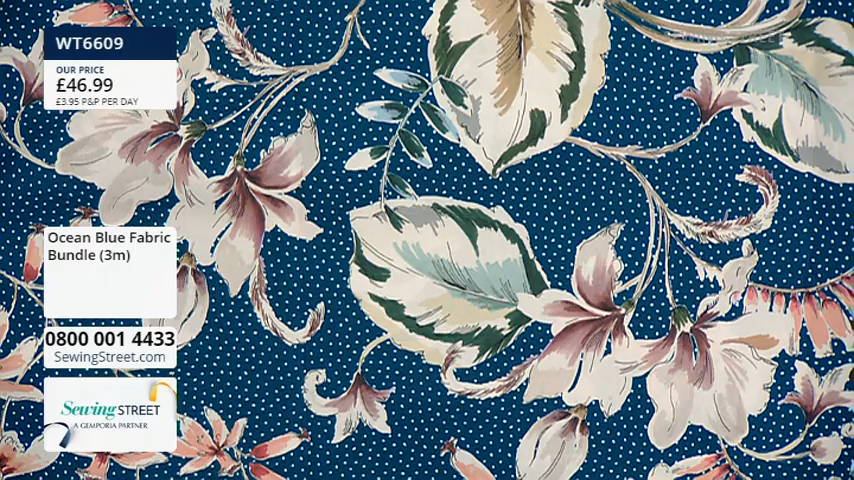 WT6609
OUR PRICE
£46.99
£3.95 P&P PER DAY
Ocean Blue Fabric
Bundle (3m)
0800 001 4433
SewingStreet.com
Sewing STREET
A GEMPORIA PARTNER